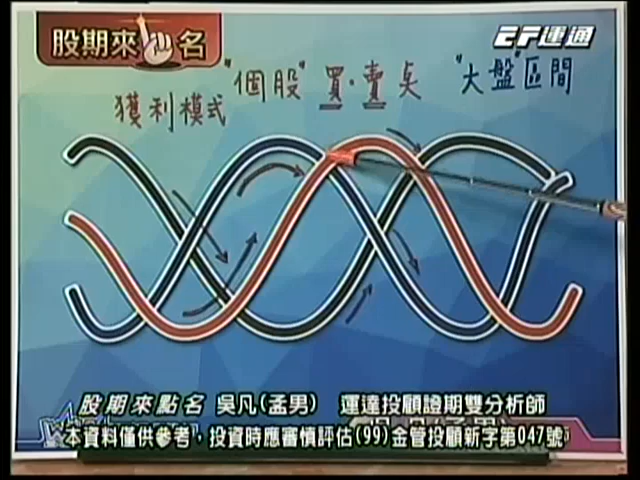 股期來 名
EF運通
"個股" 買·賣點 "大盤"區間
獲利模式
股期來點名 吳凡(孟男) 運達投顧證期雙分析師
本資料僅供參考,投資時應審慎評估(99)金管投顧新字第047號